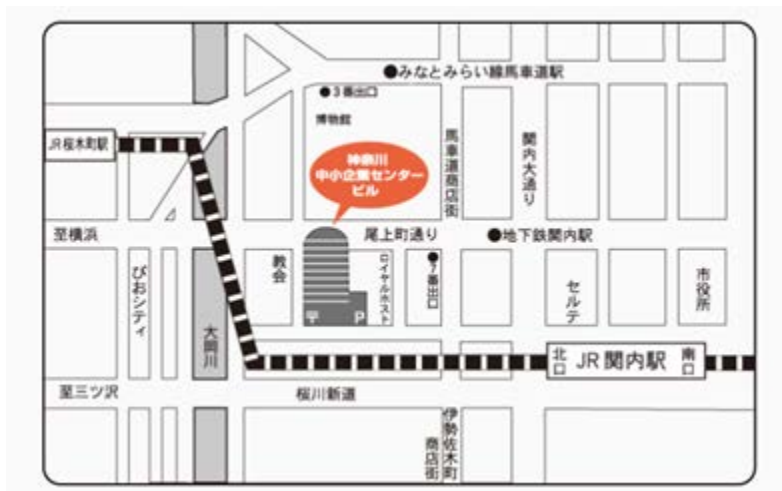 ●みなとみらい線馬車道駅
●3番出口
博物館
JR桜木町駅
神奈川
中小企業センター
ビル
馬車道商店街
関内大通り
至横浜
尾上町通り
●地下鉄関内駅
ぴおシティ
大岡川
教会
ロイヤルホスト
●7番出口
セルテ
市役所
〒
P
北口
JR 関内駅
南口
至三ツ沢
桜川新道
伊勢佐木町
商店街